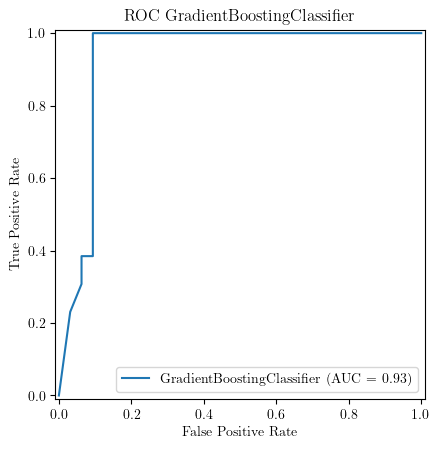 ROC GradientBoostingClassifier
1.0
0.8
0.6
0.4
0.2
0.0
True Positive Rate
GradientBoostingClassifier (AUC = 0.93)
0.0 0.2 0.4 0.6 0.8 1.0
False Positive Rate